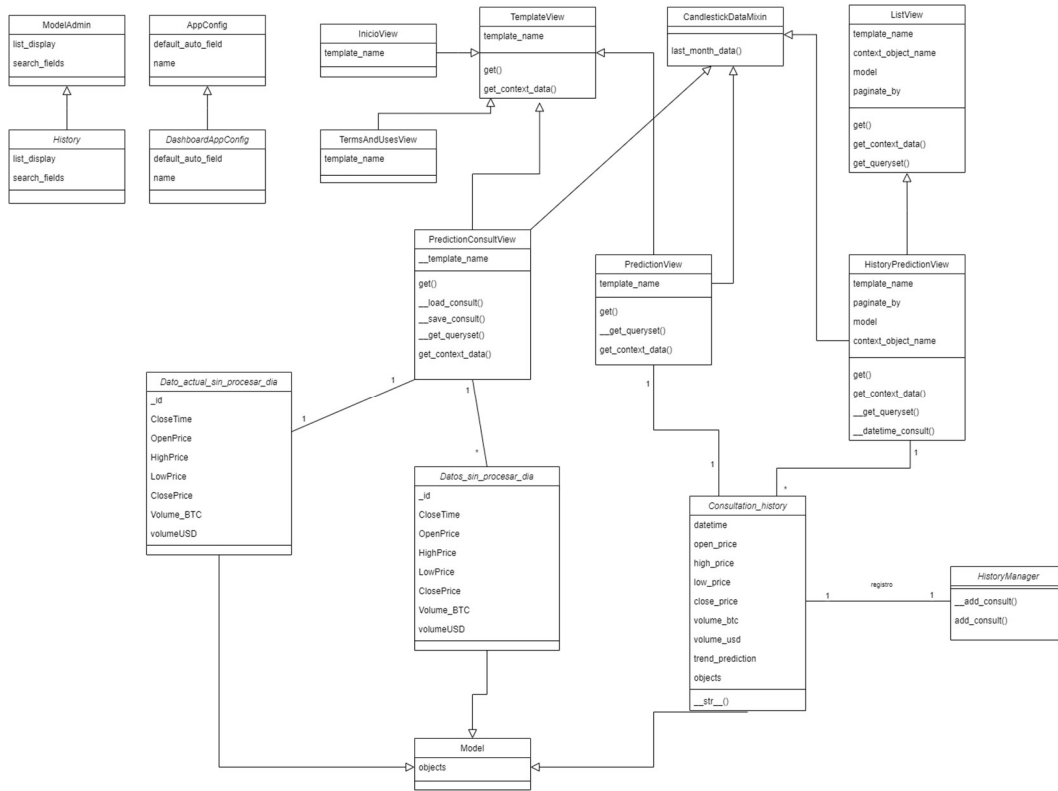 ModelAdmin
list_display
search_fields
AppConfig
default_auto_field
name
InicioView
template_name
TemplateView
template_name
get()
get_context_data()
CandlestickDataMixin
last_month_data()
ListView
template_name
context_object_name
model
paginate_by
get()
get_context_data()
get_queryset()
History
list_display
search_fields
DashboardAppConfig
default_auto_field
name
TermsAndUsesView
template_name
PredictionConsultView
__template_name
get()
__load_consult()
__save_consult()
__get_queryset()
get_context_data()
PredictionView
template_name
get()
__get_queryset()
get_context_data()
HistoryPredictionView
template_name
paginate_by
model
context_object_name
get()
get_context_data()
__get_queryset()
__datetime_consult()
1
1
1
*
1
1
1
*
Dato_actual_sin_procesar_dia
_id
CloseTime
OpenPrice
HighPrice
LowPrice
ClosePrice
Volume_BTC
volumeUSD
Datos_sin_procesar_dia
_id
CloseTime
OpenPrice
HighPrice
LowPrice
ClosePrice
Volume_BTC
volumeUSD
Consultation_history
datetime
open_price
high_price
low_price
close_price
volume_btc
volume_usd
trend_prediction
objects
__str__()
registro
1
1
HistoryManager
__add_consult()
add_consult()
Model
objects